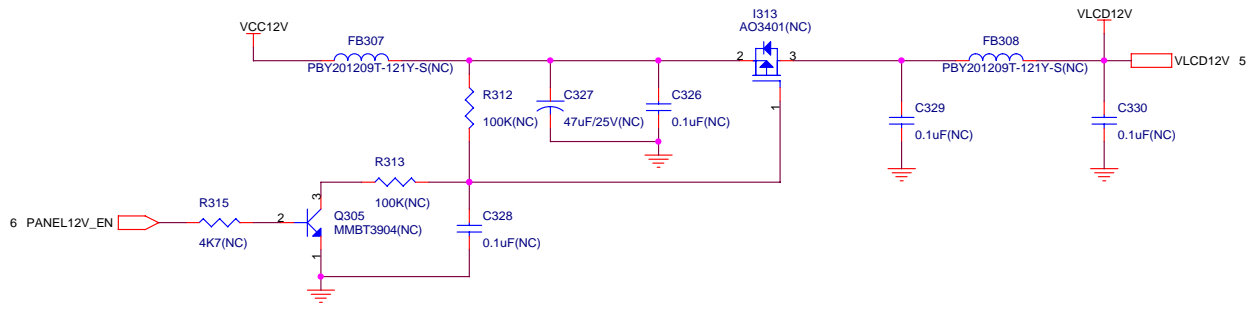 I313
AO3401(NC)
VCC12V
VLCD12V
FB307
PBY201209T-121Y-S(NC)
2
3
1
FB308
PBY201209T-121Y-S(NC)
VLCD12V 5
R312
100K(NC)
C327
47uF/25V(NC)
C326
0.1uF(NC)
C329
0.1uF(NC)
C330
0.1uF(NC)
R313
100K(NC)
6 PANEL12V_EN
R315
4K7(NC)
2
3
1
Q305
MMBT3904(NC)
C328
0.1uF(NC)